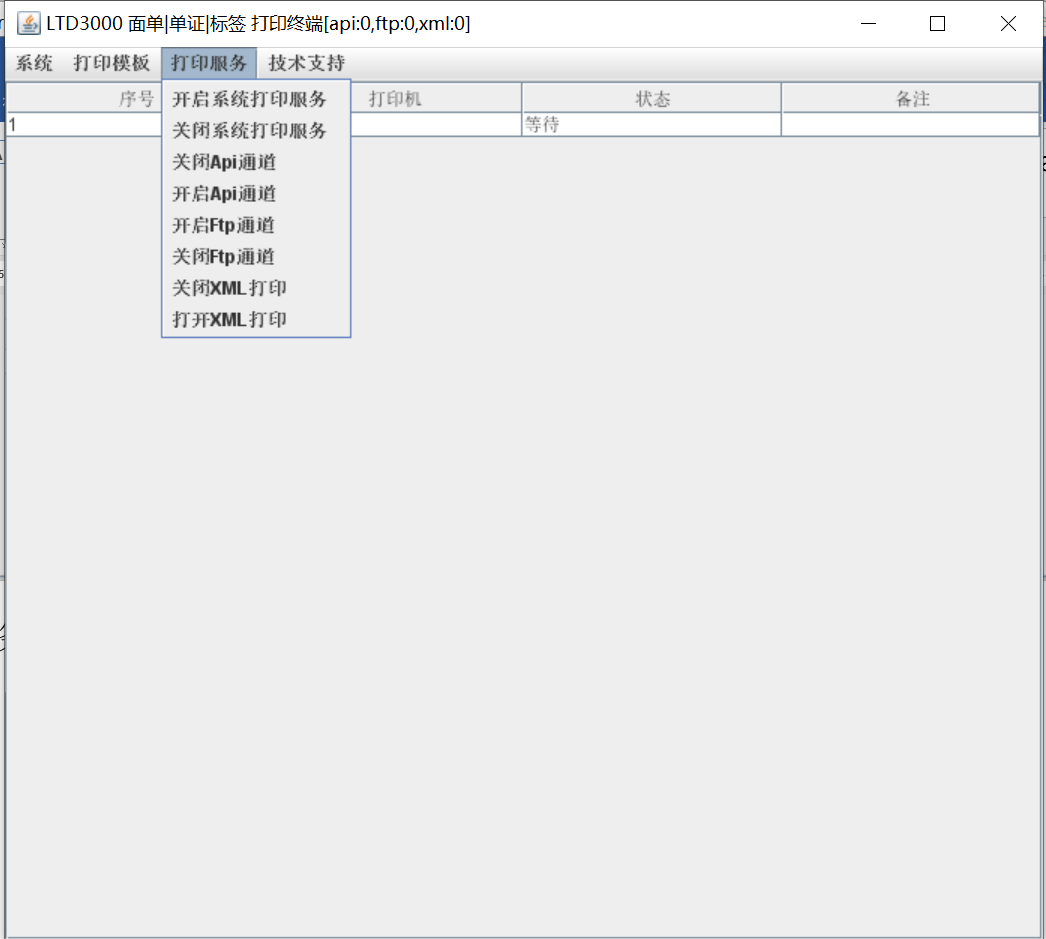 LTD3000 面单|单证|标签 打印终端[api:0,ftp:0,xml:0]
系统 打印模板 打印服务 技术支持
序号 打印机 状态 备注
1 等待
开启系统打印服务
关闭系统打印服务
关闭Api通道
开启Api通道
开启Ftp通道
关闭Ftp通道
关闭XML打印
打开XML打印